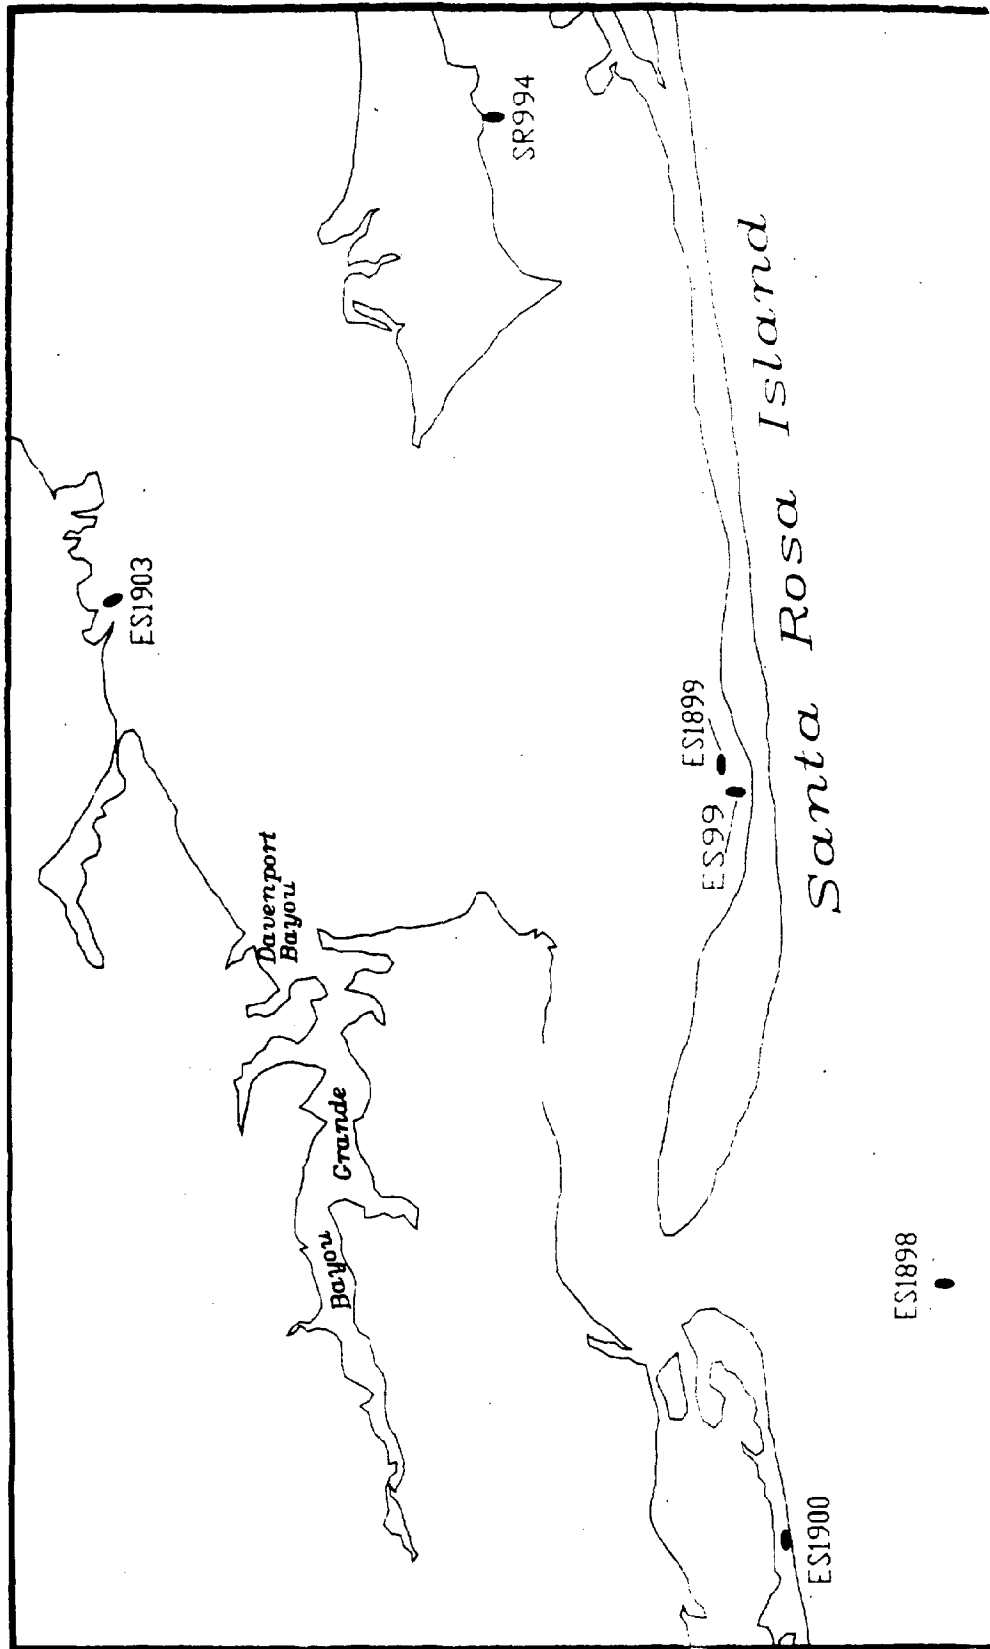 SR994
ES1903
Davenport
Bayou
Bayou Grande
ES1899
ES99
Santa Rosa Island
ES1898
ES1900